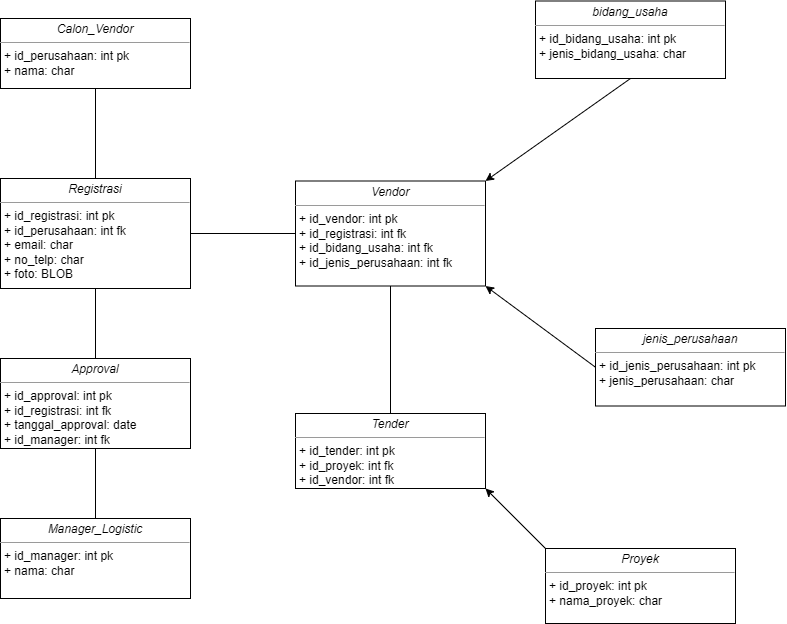 Calon_Vendor
+ id_perusahaan: int pk
+ nama: char
bidang_usaha
+ id_bidang_usaha: int pk
+ jenis_bidang_usaha: char
Registrasi
+ id_registrasi: int pk
+ id_perusahaan: int fk
+ email: char
+ no_telp: char
+ foto: BLOB
Vendor
+ id_vendor: int pk
+ id_registrasi: int fk
+ id_bidang_usaha: int fk
+ id_jenis_perusahaan: int fk
jenis_perusahaan
+ id_jenis_perusahaan: int pk
+ jenis_perusahaan: char
Approval
+ id_approval: int pk
+ id_registrasi: int fk
+ tanggal_approval: date
+ id_manager: int fk
Tender
+ id_tender: int pk
+ id_proyek: int fk
+ id_vendor: int fk
Manager_Logistic
+ id_manager: int pk
+ nama: char
Proyek
+ id_proyek: int pk
+ nama_proyek: char